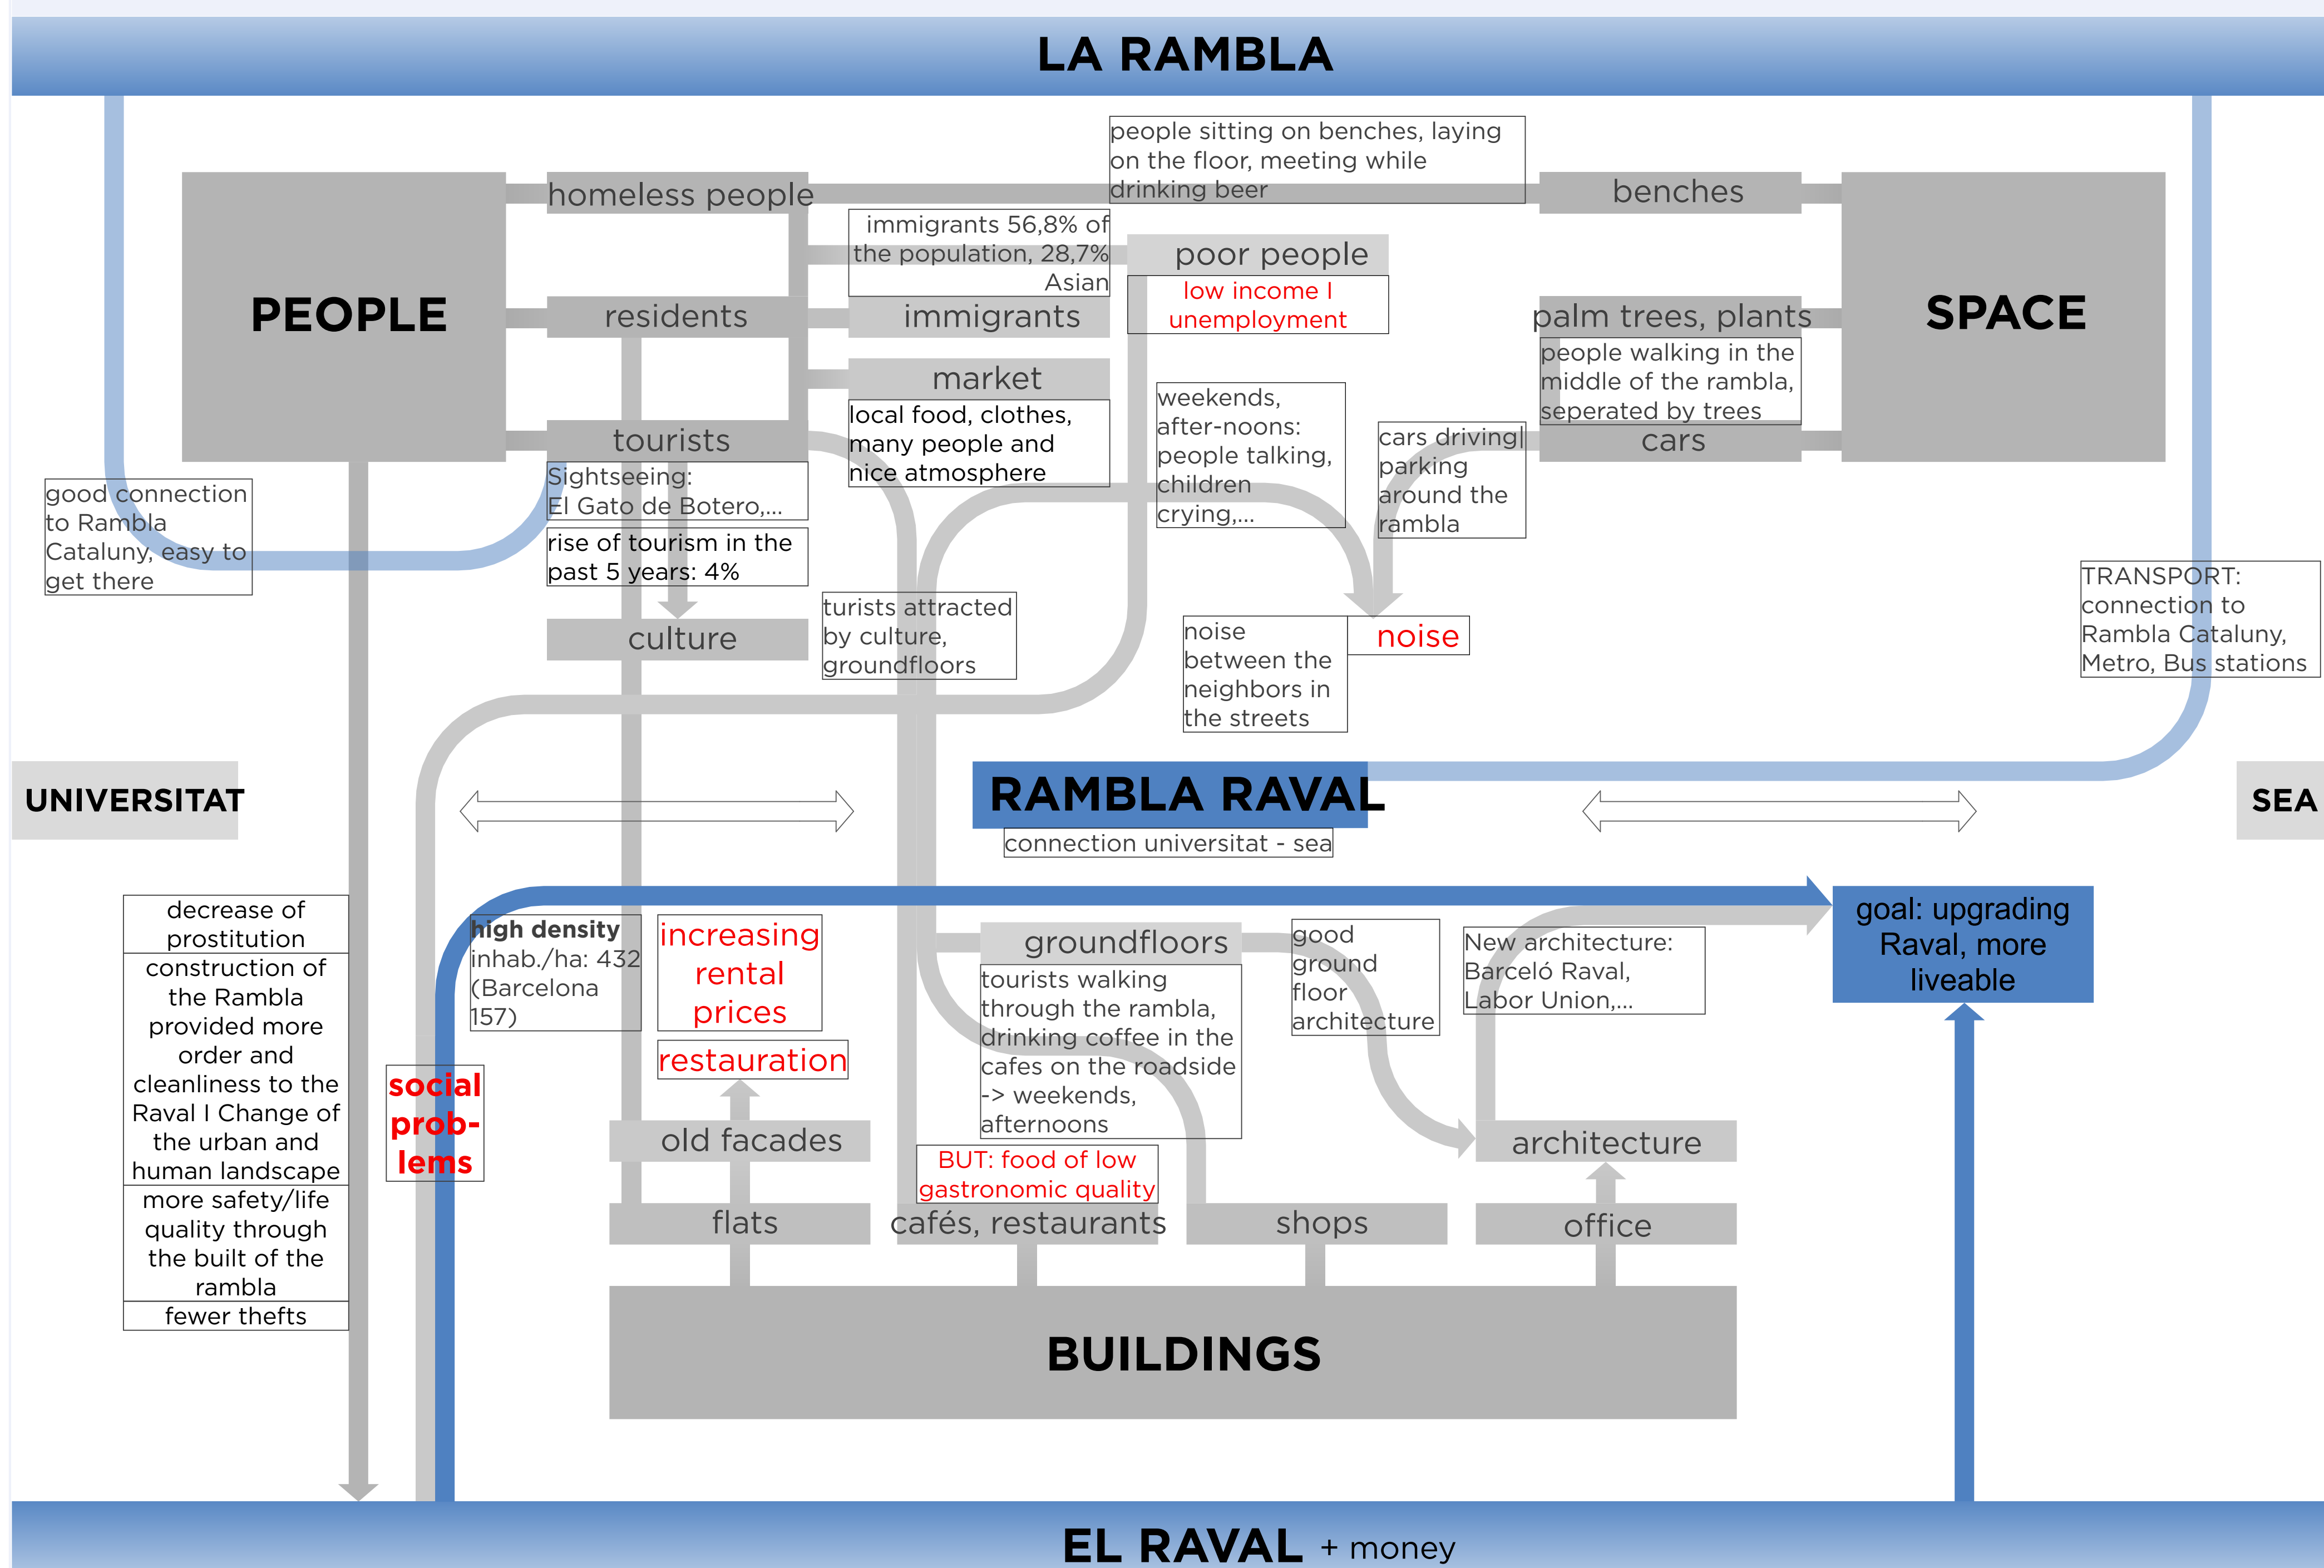 LA RAMBLA
people sitting on benches, laying
on the floor, meeting while
drinking beer
homeless people
benches
immigrants 56,8% of
the population, 28,7%
Asian
poor people
low income I
unemployment
PEOPLE
residents
immigrants
palm trees, plants
SPACE
people walking in the
middle of the rambla,
seperated by trees
market
local food, clothes,
many people and
nice atmosphere
weekends,
after-noons:
people talking,
children
crying,...
cars driving|
parking
around the
rambla
cars
tourists
Sightseeing:
El Gato de Botero,...
rise of tourism in the
past 5 years: 4%
good connection
to Rambla
Cataluny, easy to
get there
culture
turists attracted
by culture,
groundfloors
noise
between the
neighbors in
the streets
noise
TRANSPORT:
connection to
Rambla Cataluny,
Metro, Bus stations
UNIVERSITAT
RAMBLA RAVAL
connection universitat - sea
SEA
decrease of
prostitution
construction of
the Rambla
provided more
order and
cleanliness to the
Raval I Change of
the urban and
human landscape
more safety/life
quality through
the built of the
rambla
fewer thefts
social
prob-
lems
high density
inhab./ha: 432
(Barcelona
157)
increasing
rental
prices
restauration
groundfloors
tourists walking
through the rambla,
drinking coffee in the
cafes on the roadside
-> weekends,
afternoons
BUT: food of low
gastronomic quality
good
ground
floor
architecture
New architecture:
Barceló Raval,
Labor Union,...
goal: upgrading
Raval, more
liveable
old facades
architecture
flats
cafés, restaurants
shops
office
BUILDINGS
EL RAVAL + money